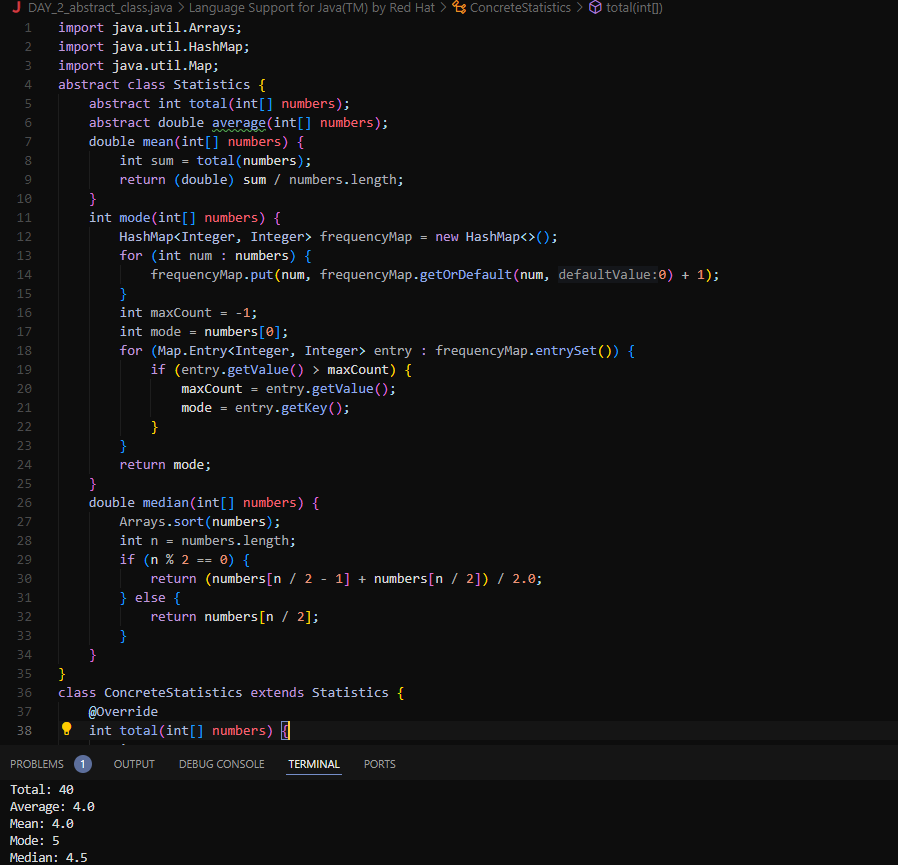 DAY_2_abstract_class.java > Language Support for Java(TM) by Red Hat > ConcreteStatistics > total(int[])
1 import java.util.Arrays;
2 import java.util.HashMap;
3 import java.util.Map;
4 abstract class Statistics {
5     abstract int total(int[] numbers);
6     abstract double average(int[] numbers);
7     double mean(int[] numbers) {
8         int sum = total(numbers);
9         return (double) sum / numbers.length;
10     }
11     int mode(int[] numbers) {
12         HashMap<Integer, Integer> frequencyMap = new HashMap<>();
13         for (int num : numbers) {
14             frequencyMap.put(num, frequencyMap.getOrDefault(num, defaultValue:0) + 1);
15         }
16         int maxCount = -1;
17         int mode = numbers[0];
18         for (Map.Entry<Integer, Integer> entry : frequencyMap.entrySet()) {
19             if (entry.getValue() > maxCount) {
20                 maxCount = entry.getValue();
21                 mode = entry.getKey();
22             }
23         }
24         return mode;
25     }
26     double median(int[] numbers) {
27         Arrays.sort(numbers);
28         int n = numbers.length;
29         if (n % 2 == 0) {
30             return (numbers[n / 2 - 1] + numbers[n / 2]) / 2.0;
31         } else {
32             return numbers[n / 2];
33         }
34     }
35 }
36 class ConcreteStatistics extends Statistics {
37     @Override
38     int total(int[] numbers) {
PROBLEMS 1 OUTPUT DEBUG CONSOLE TERMINAL PORTS
Total: 40
Average: 4.0
Mean: 4.0
Mode: 5
Median: 4.5